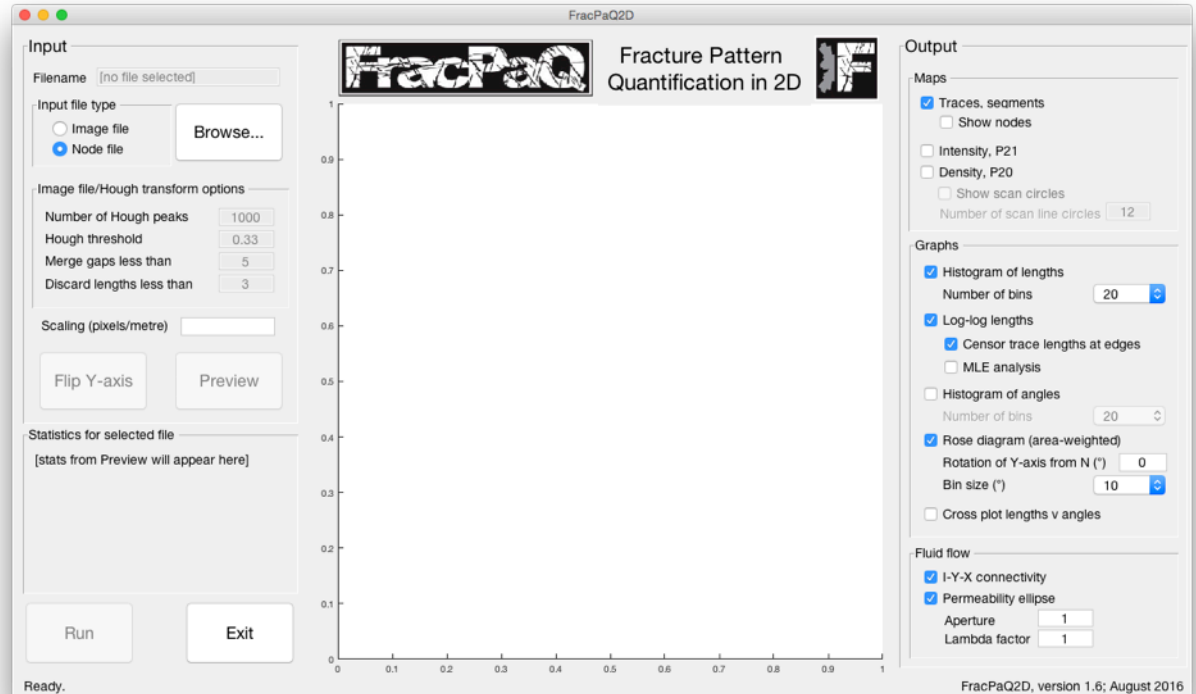 FracPaQ2D
Input
Filename [no file selected]
Input file type
Image file
Node file
Browse...
Image file/Hough transform options
Number of Hough peaks 1000
Hough threshold 0.33
Merge gaps less than 5
Discard lengths less than 3
Scaling (pixels/metre)
Flip Y-axis
Preview
Statistics for selected file
[stats from Preview will appear here]
Run
Exit
Ready.
FracPaQ
Fracture Pattern
Quantification in 2D
F
1
0.9
0.8
0.7
0.6
0.5
0.4
0.3
0.2
0.1
0
0 0.1 0.2 0.3 0.4 0.5 0.6 0.7 0.8 0.9 1
Output
Maps
Traces, segments
Show nodes
Intensity, P21
Density, P20
Show scan circles
Number of scan line circles 12
Graphs
Histogram of lengths
Number of bins 20
Log-log lengths
Censor trace lengths at edges
MLE analysis
Histogram of angles
Number of bins 20
Rose diagram (area-weighted)
Rotation of Y-axis from N (°) 0
Bin size (°) 10
Cross plot lengths v angles
Fluid flow
I-Y-X connectivity
Permeability ellipse
Aperture 1
Lambda factor 1
FracPaQ2D, version 1.6; August 2016